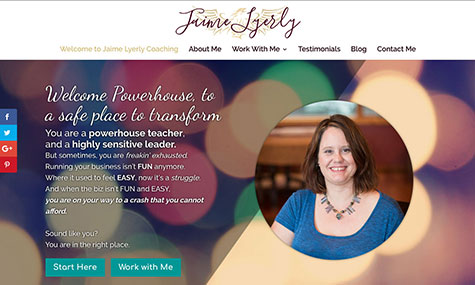 Jaime Lyerly
Welcome to Jaime Lyerly Coaching About Me Work With Me Testimonials Blog Contact Me
Welcome Powerhouse, to
a safe place to transform
You are a powerhouse teacher,
and a highly sensitive leader.
But sometimes, you are freakin' exhausted.
Running your business isn't FUN anymore.
Where it used to feel EASY, now it's a struggle.
And when the biz isn't FUN and EASY,
you are on your way to a crash that you cannot
afford.
Sound like you?
You are in the right place.
Start Here Work with Me